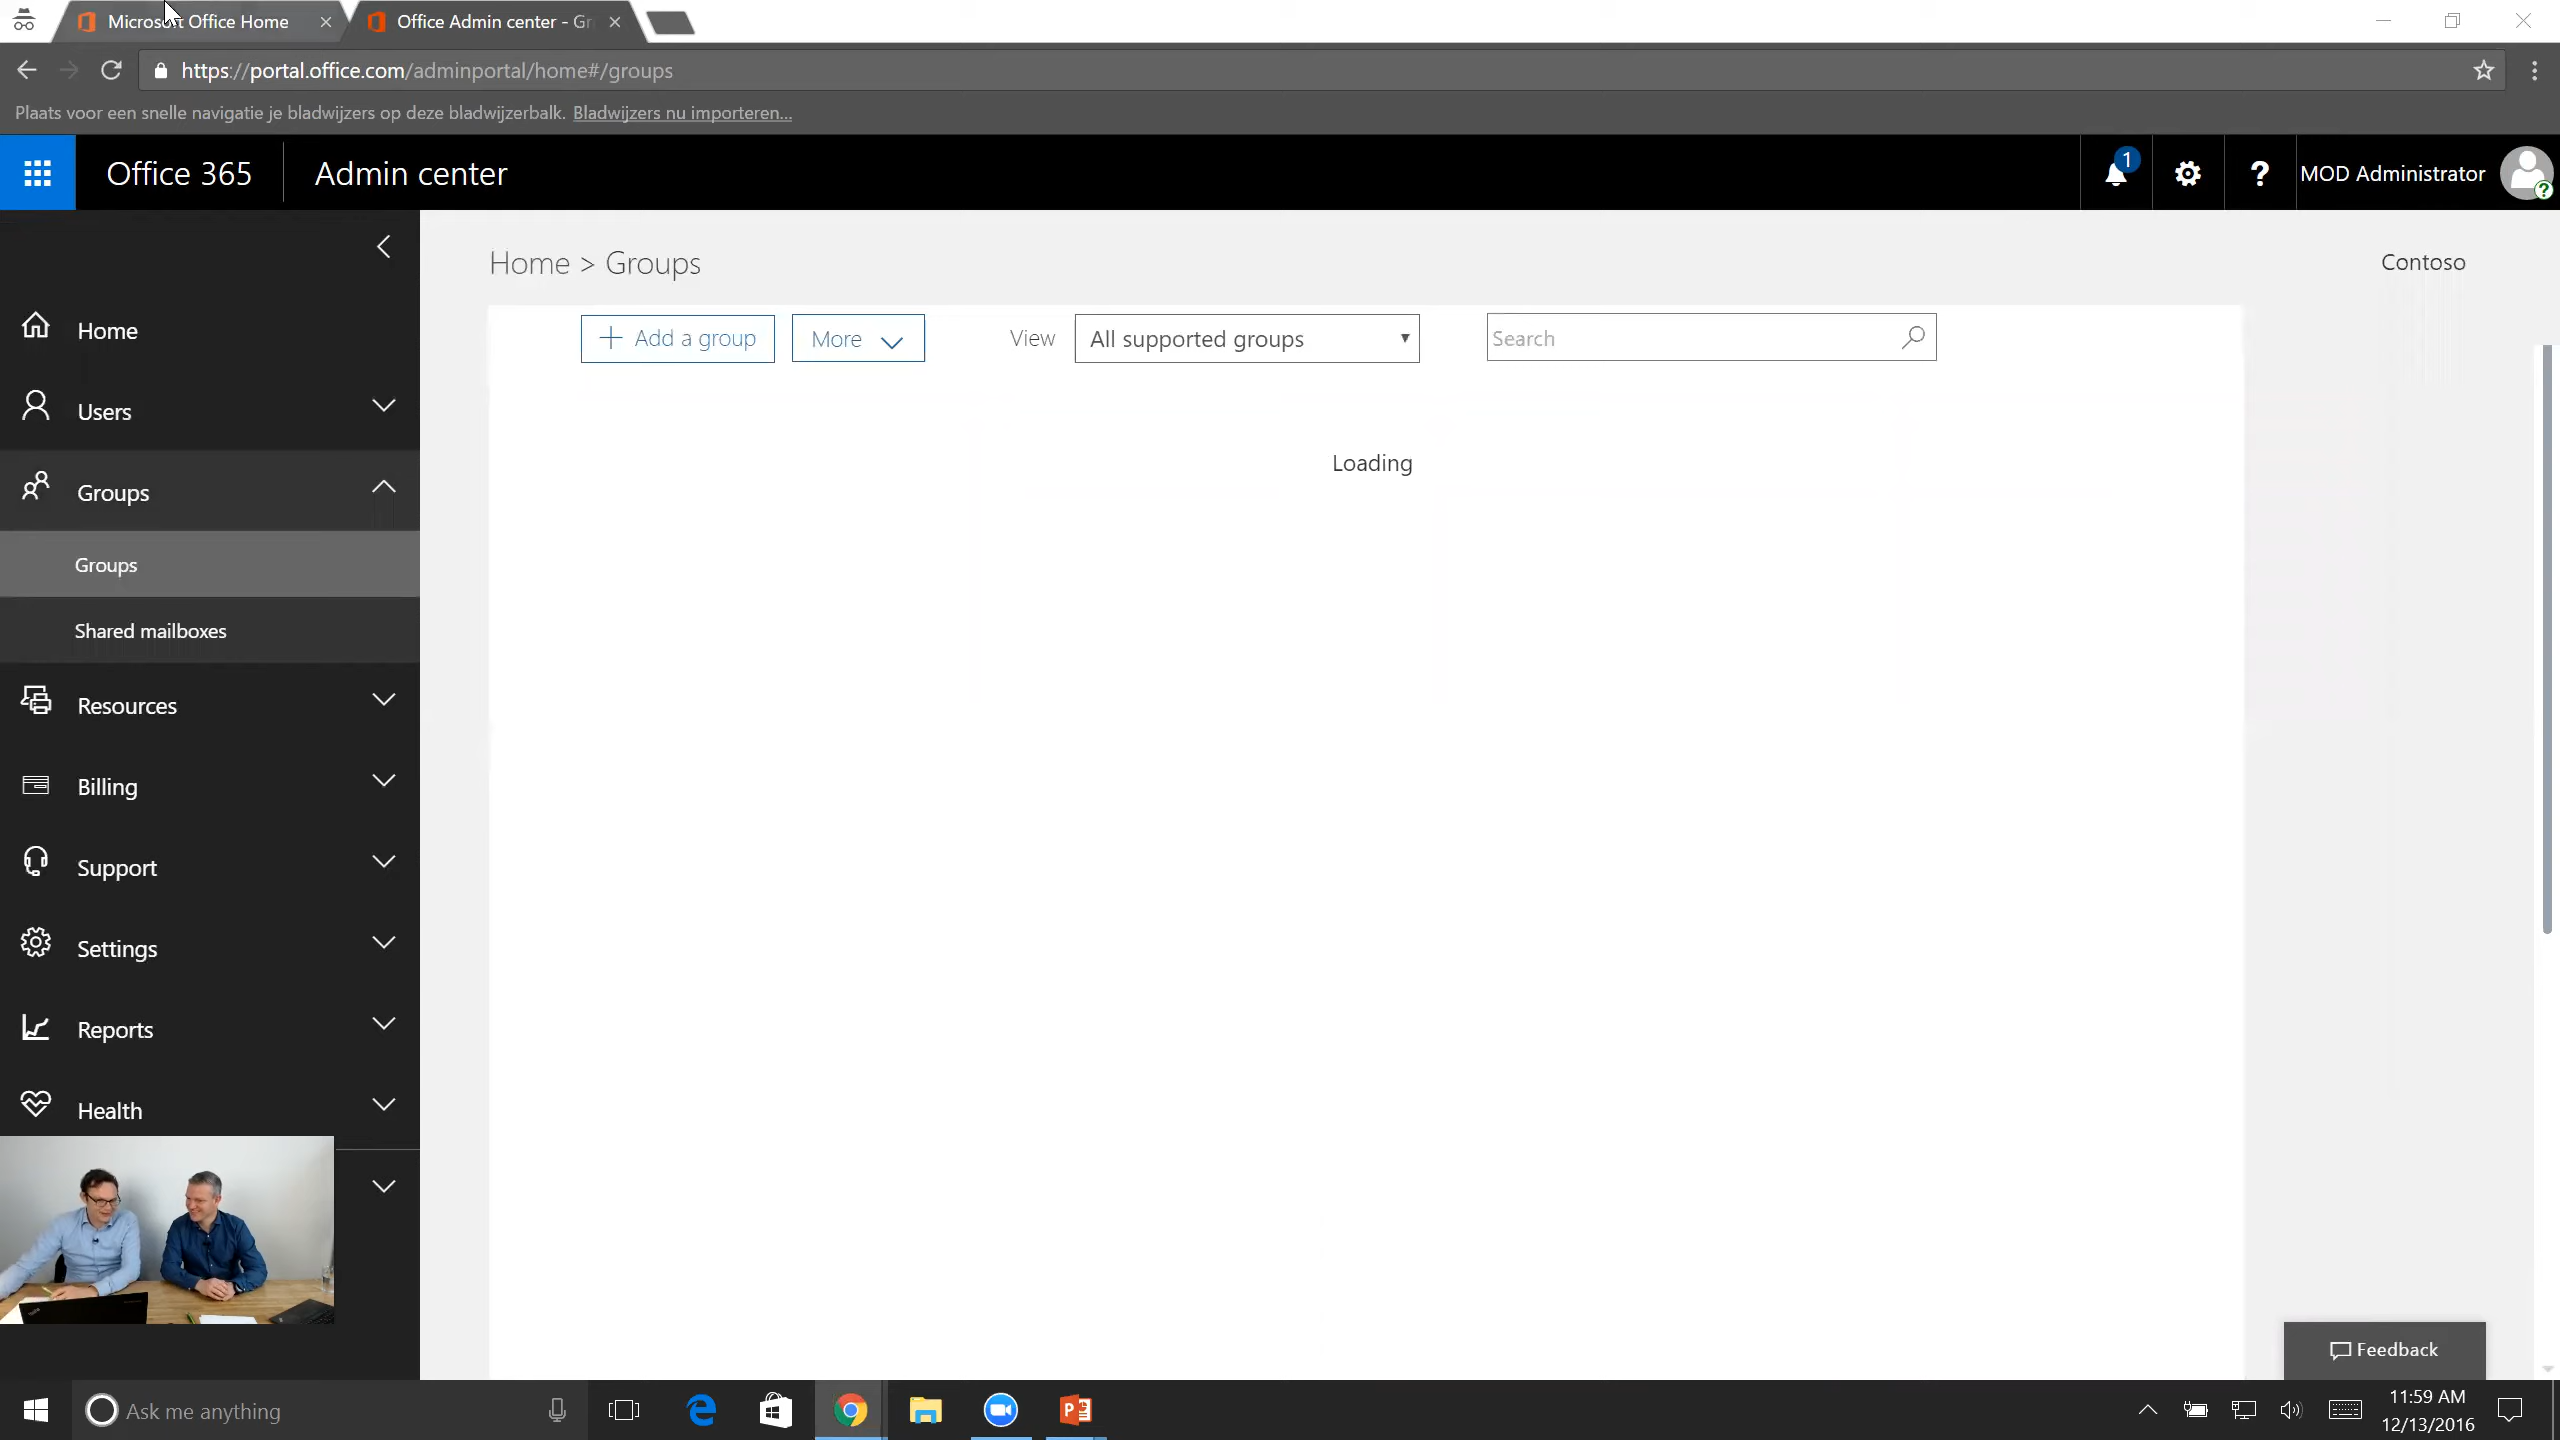 Microsoft Office Home
Office Admin center - Gr
https://portal.office.com/adminportal/home#/groups
Plaats voor een snelle navigatie je bladwijzers op deze bladwijzerbalk. Bladwijzers nu importeren...
Office 365
Admin center
1
?
MOD Administrator
?
Home > Groups
Contoso
Add a group
More
View
All supported groups
Search
Loading
Home
Users
Groups
Groups
Shared mailboxes
Resources
Billing
Support
Settings
Reports
Health
Feedback
Ask me anything
11:59 AM
12/13/2016